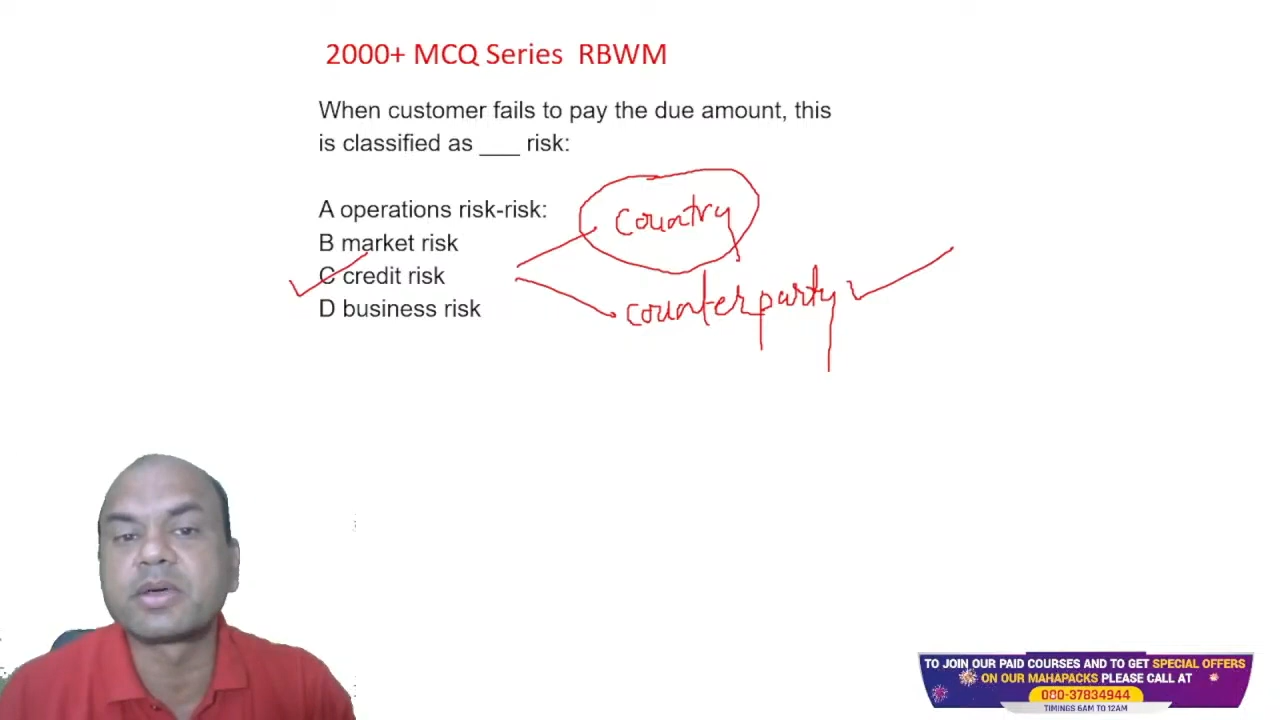 2000+ MCQ Series RBWM
When customer fails to pay the due amount, this
is classified as ___ risk:
A operations risk-risk:
B market risk
C credit risk
D business risk
country
counterparty
TO JOIN OUR PAID COURSES AND TO GET SPECIAL OFFERS
ON OUR MAHAPACKS PLEASE CALL AT
000-37834944
TIMINGS 6AM TO 12AM